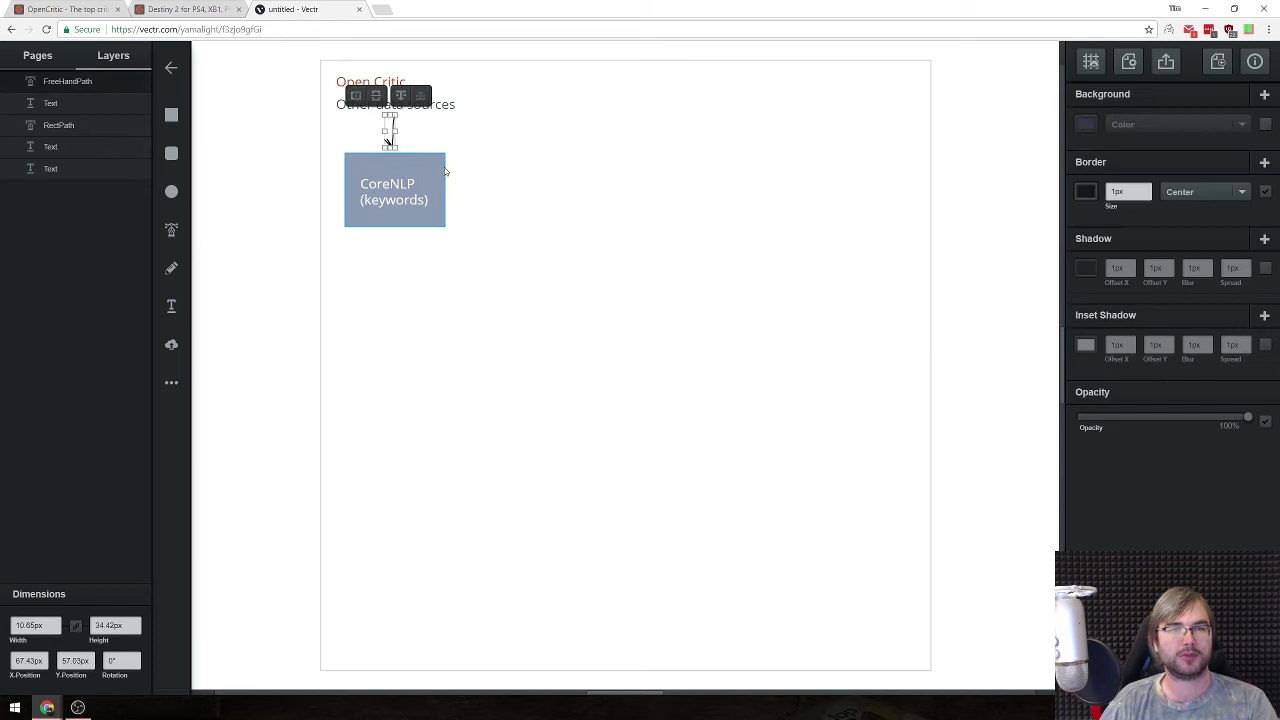 OpenCritic - The top crit
Destiny 2 for PS4, XB1, P
untitled - Vectr
Secure
https://vectr.com/yamalight/f3zjo9gfGi
Pages
Layers
FreeHandPath
Text
RectPath
Text
Text
Open Critic
Other data sources
CoreNLP
(keywords)
Background
Color
Border
1px
Center
Size
Shadow
1px 1px 1px 1px
Offset X Offset Y Blur Spread
Inset Shadow
1px 1px 1px 1px
Offset X Offset Y Blur Spread
Opacity
100%
Opacity
Dimensions
10.65px 34.42px
Width Height
67.43px 57.03px 0°
X-Position Y-Position Rotation